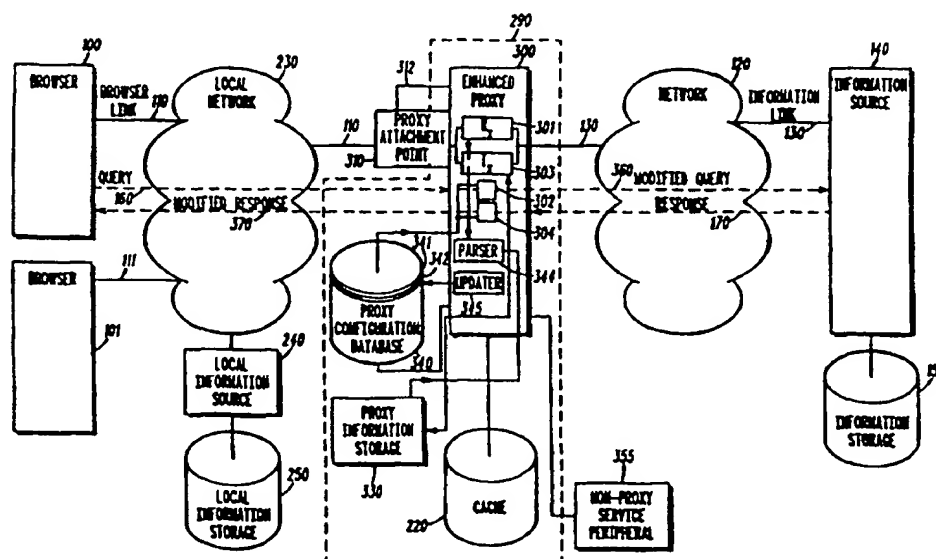 290
100
BROWSER
BROWSER
LINK
110
230
LOCAL
NETWORK
312
300
ENHANCED
PROXY
120
NETWORK
INFORMATION
LINK
130
140
INFORMATION
SOURCE
110
PROXY
ATTACHMENT
POINT
310
301
130
303
QUERY
160
MODIFIED RESPONSE
370
360
MODIFIED QUERY
302
RESPONSE
170
304
BROWSER
101
111
341
342
PARSER
344
UPDATER
345
PROXY
CONFIGURATION
DATABASE
340
240
LOCAL
INFORMATION
SOURCE
250
LOCAL
INFORMATION
STORAGE
PROXY
INFORMATION
STORAGE
330
220
CACHE
355
NON-PROXY
SERVICE
PERIPHERAL
INFORMATION
STORAGE